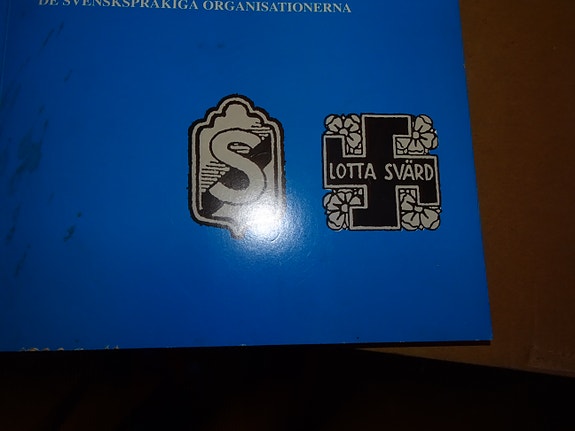 DE SVENSKSPRÅKIGA ORGANISATIONERNA
S
LOTTA SVÄRD